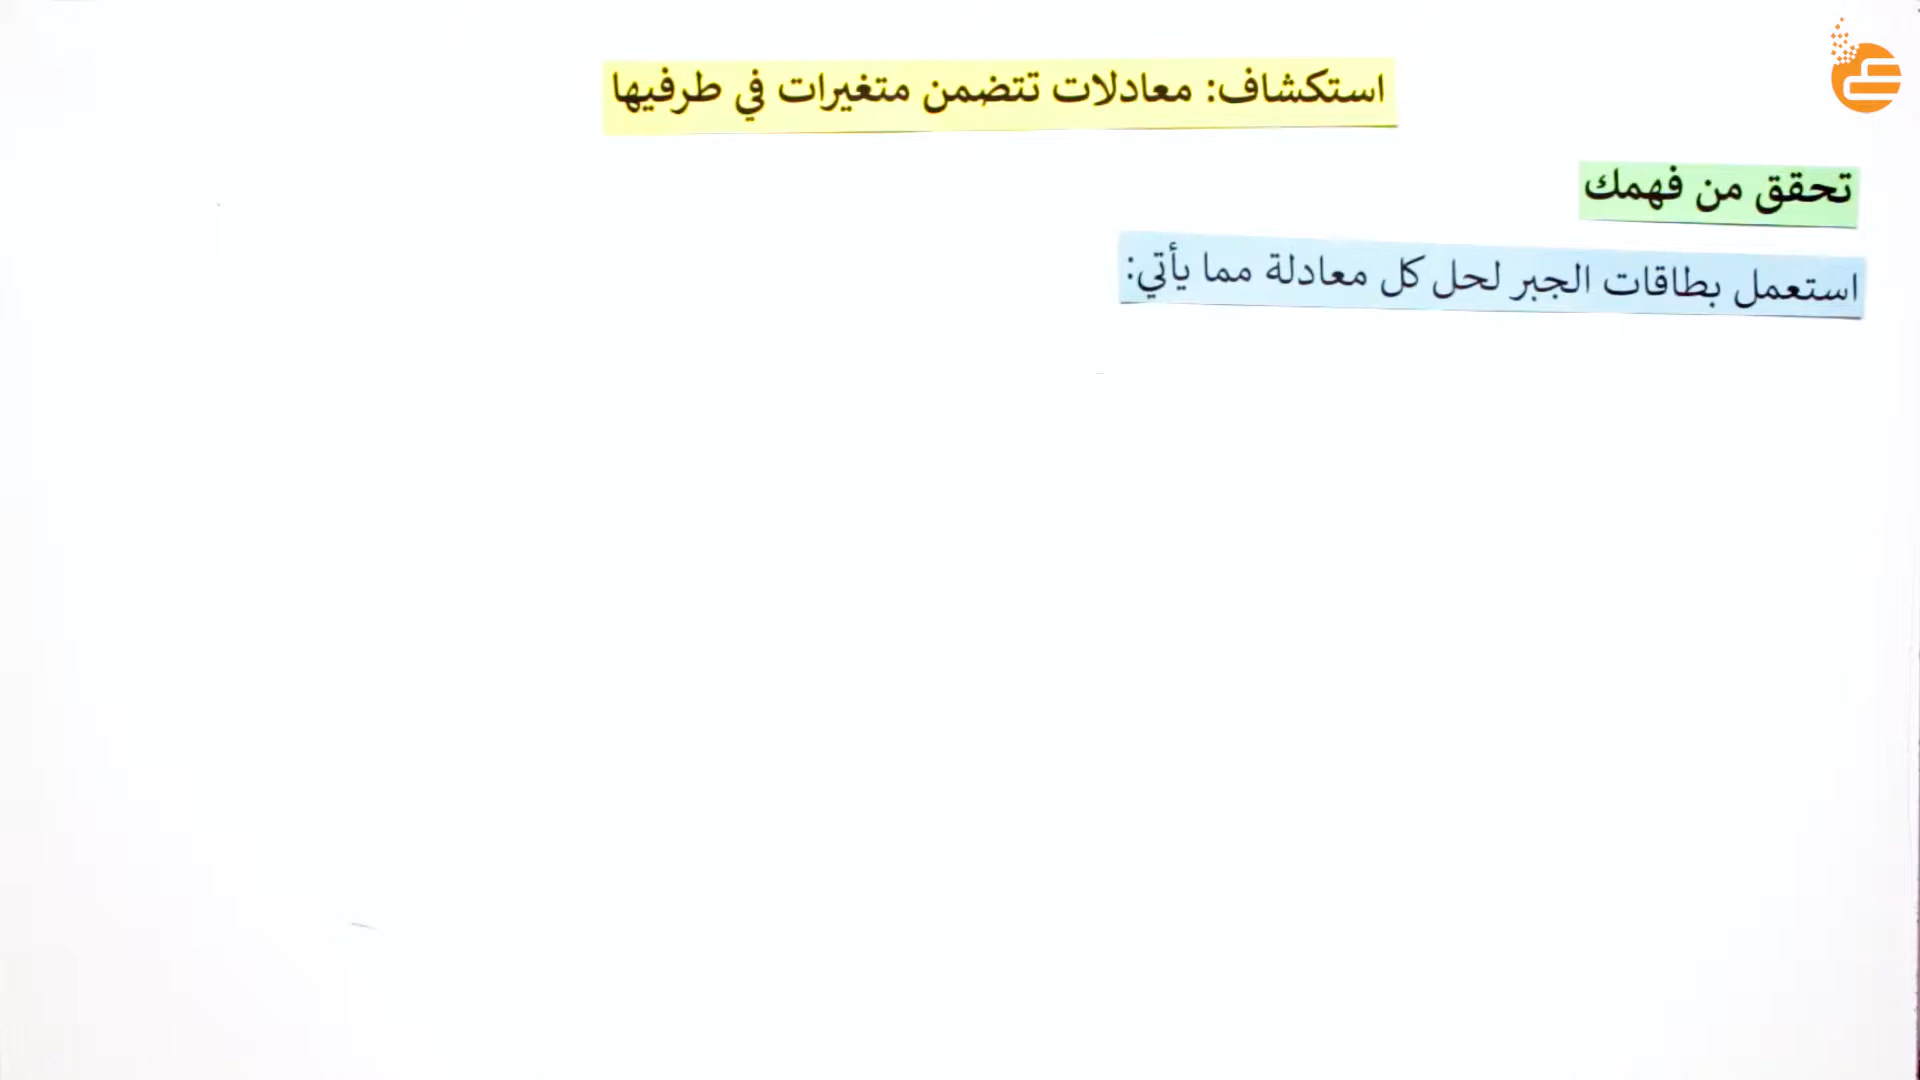 استكشاف: معادلات تتضمن متغيرات في طرفيها
تحقق من فهمك
استعمل بطاقات الجبر لحل كل معادلة مما يأتي: